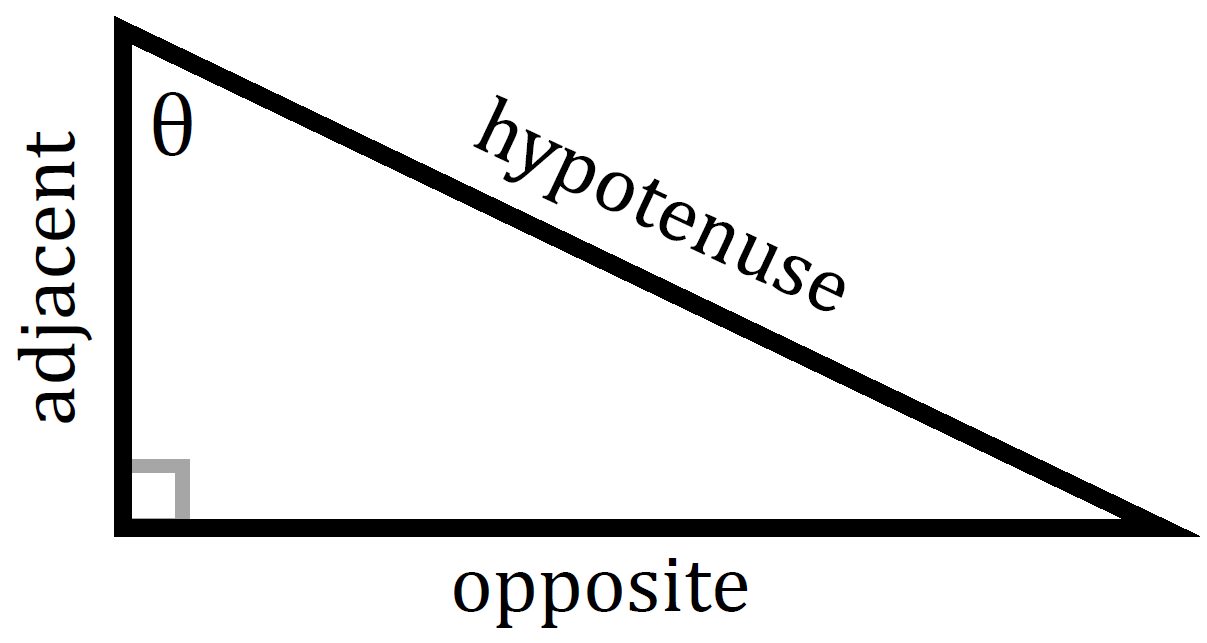 θ
hypotenuse
adjacent
opposite